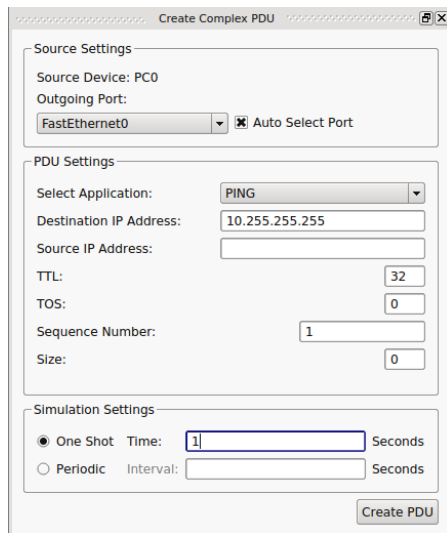 Create Complex PDU
Source Settings
Source Device: PC0
Outgoing Port:
FastEthernet0 Auto Select Port
PDU Settings
Select Application: PING
Destination IP Address: 10.255.255.255
Source IP Address:
TTL: 32
TOS: 0
Sequence Number: 1
Size: 0
Simulation Settings
One Shot Time: 1 Seconds
Periodic Interval: Seconds
Create PDU